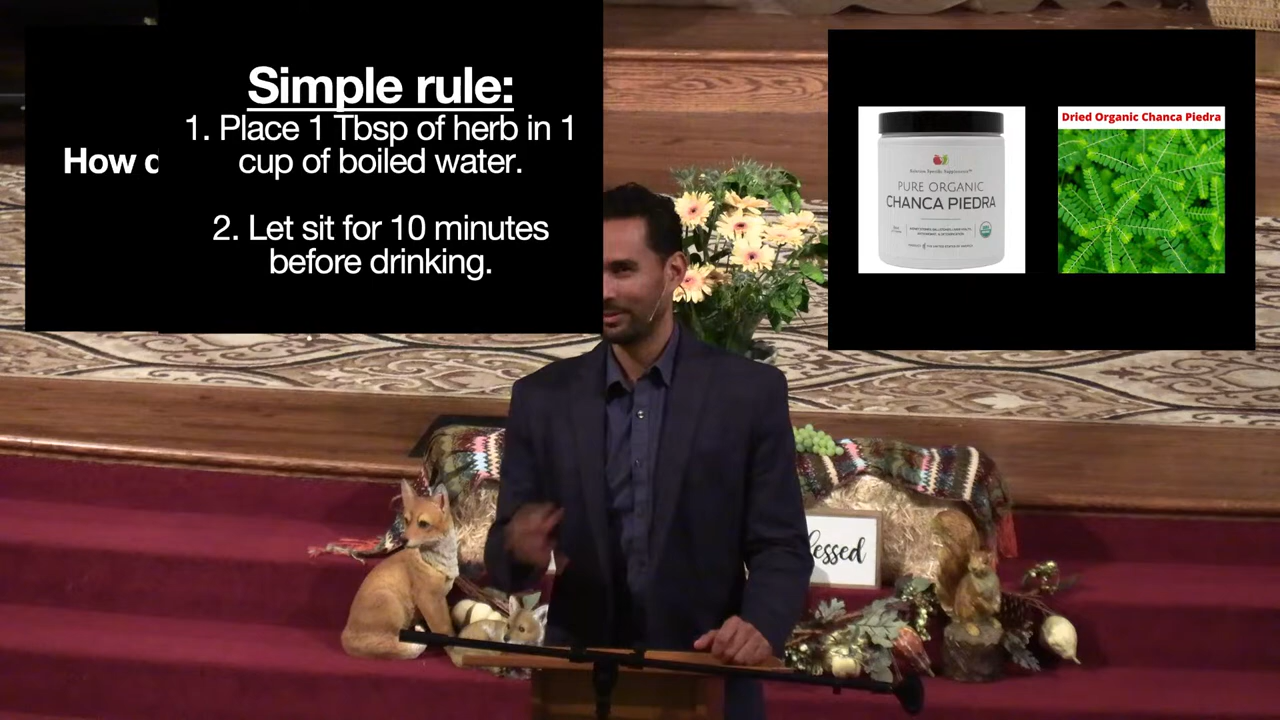 Simple rule:
1. Place 1 Tbsp of herb in 1
cup of boiled water.
2. Let sit for 10 minutes
before drinking.
How
Dried Organic Chanca Piedra
PURE ORGANIC
CHANCA PIEDRA
lessed